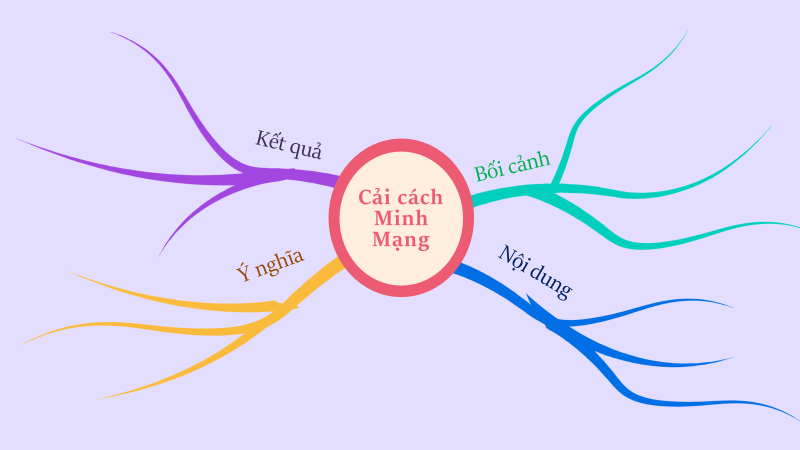 Kết quả
Bối cảnh
Cải cách
Minh
Mạng
Ý nghĩa
Nội dung